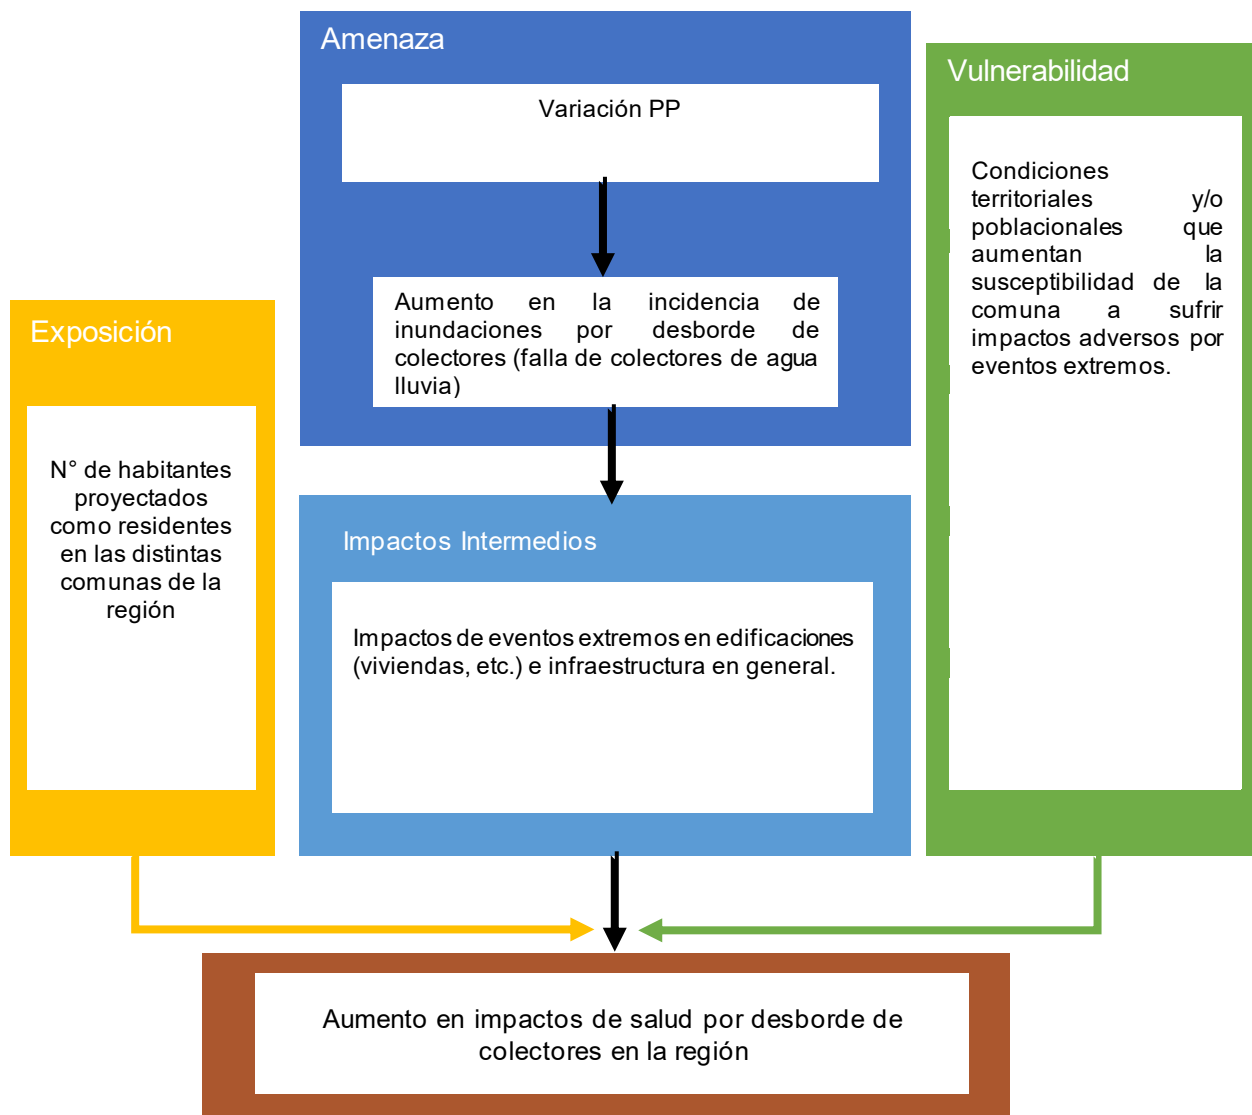 Amenaza
Variación PP
Aumento en la incidencia de
inundaciones por desborde de
colectores (falla de colectores de agua
lluvia)
Vulnerabilidad
Condiciones
territoriales y/o
poblacionales que
aumentan la
susceptibilidad de la
comuna a sufrir
impactos adversos por
eventos extremos.
Exposición
N° de habitantes
proyectados
como residentes
en las distintas
comunas de la
región
Impactos Intermedios
Impactos de eventos extremos en edificaciones
(viviendas, etc.) e infraestructura en general.
Aumento en impactos de salud por desborde de
colectores en la región